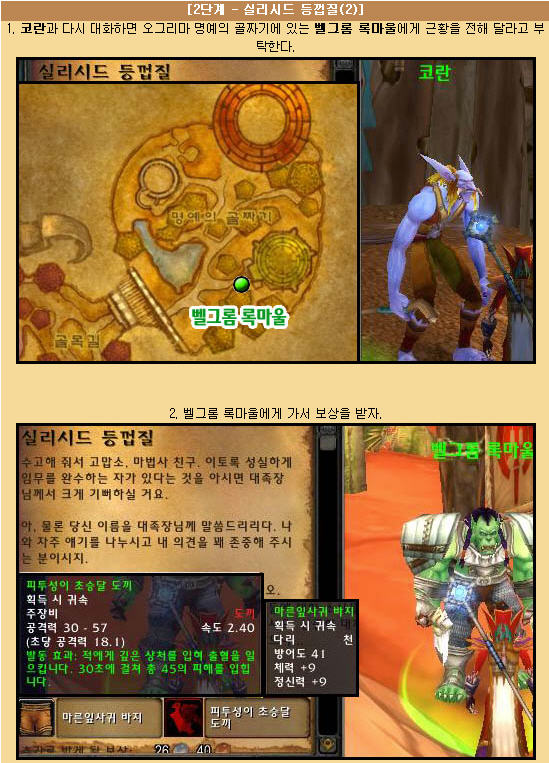 [2단계 - 실리시드 등껍질(2)]
1. 코란과 다시 대화하면 오그리마 명예의 골짜기에 있는 벨그롬 록마울에게 근황을 전해 달라고 부
탁한다.
실리시드 등껍질
코란
명예의 골짜기
벨그롬 록마울
골목길
2. 벨그롬 록마울에게 가서 보상을 받자.
실리시드 등껍질
벨그롬 록마울
수고해 줘서 고맙소, 마법사 친구. 이토록 성실하게
임무를 완수하는 자가 있다는 것을 아시면 대족장
님께서 크게 기뻐하실 거요.
아, 물론 당신 이름을 대족장님께 말씀드리리다. 나
와 자주 얘기를 나누시고 내 의견을 꽤 존중해 주시
는 분이시지.
오.
피투성이 초승달 도끼
획득 시 귀속
주장비 도끼
공격력 30 - 57 속도 2.40
(초당 공격력 18.1)
발동 효과: 적에게 깊은 상처를 입혀 출혈을 일
으킵니다. 30초에 걸쳐 총 45의 피해를 입힙
니다.
마른잎사귀 바지
획득 시 귀속
다리 천
방어도 41
체력 +9
정신력 +9
마른잎사귀 바지
피투성이 초승달
도끼
추가로 받게 될 보상: 26 40